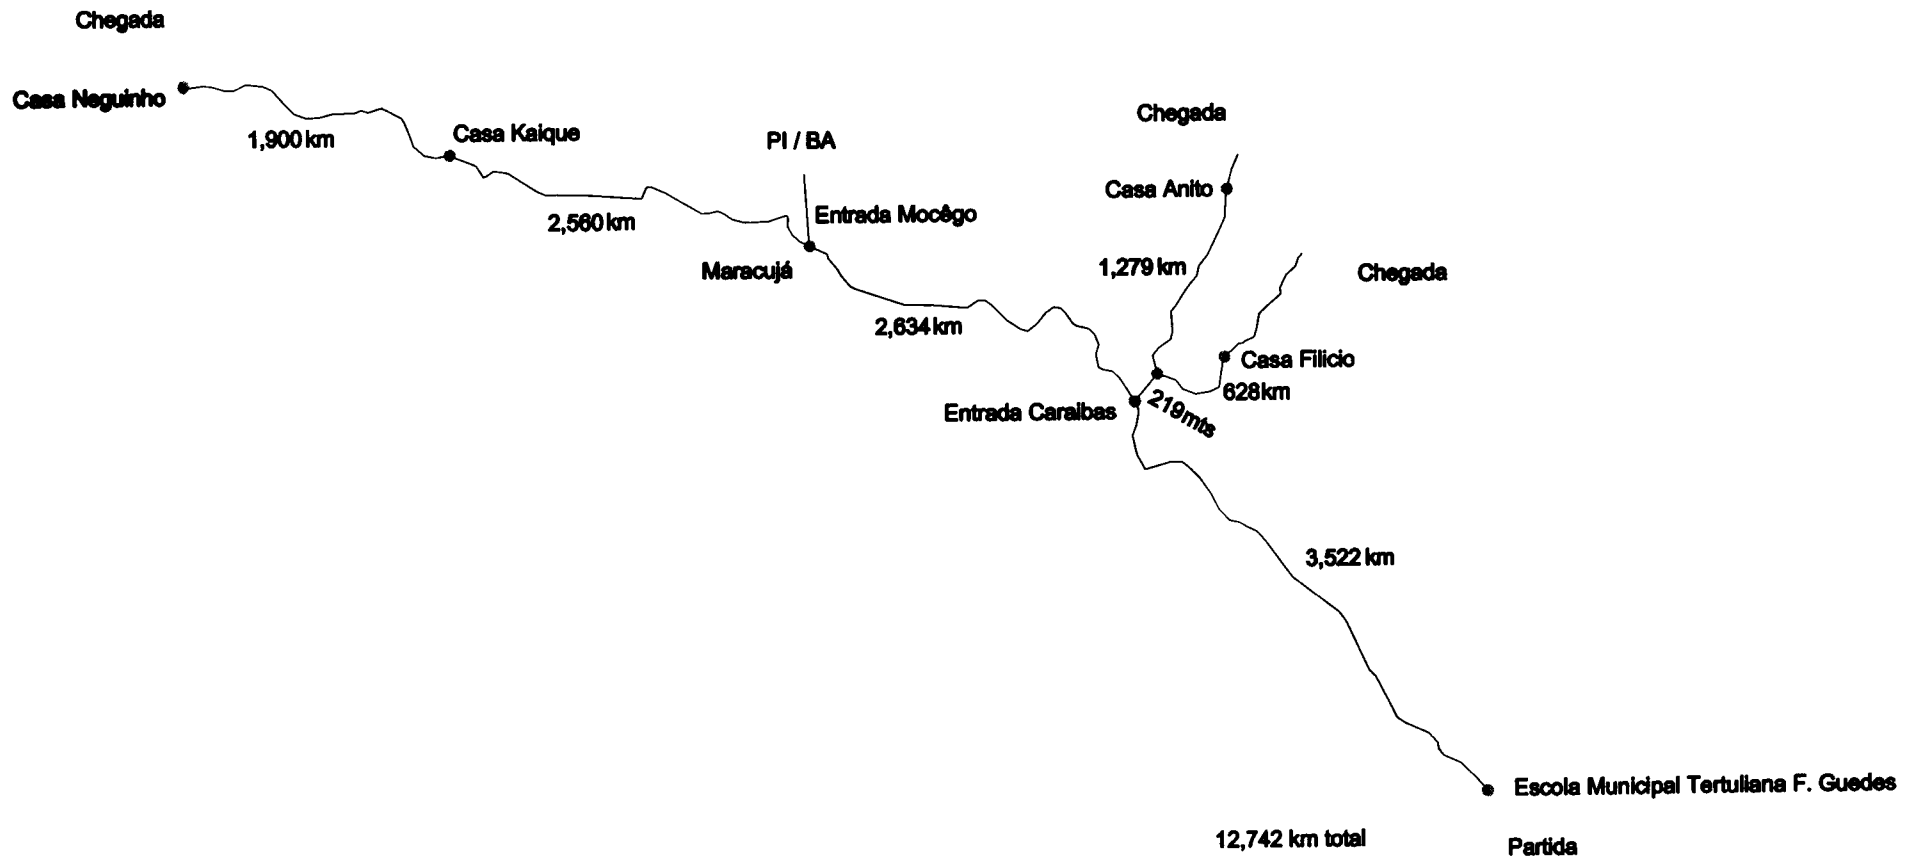 Chegada
Casa Neguinho
1,900 km
Casa Kaique
2,560 km
PI / BA
Entrada Mocêgo
Maracujá
2,634 km
Chegada
Casa Anito
1,279 km
Chegada
Casa Filicio
628km
219 mts
Entrada Caraibas
3,522 km
Escola Municipal Tertuliana F. Guedes
12,742 km total
Partida